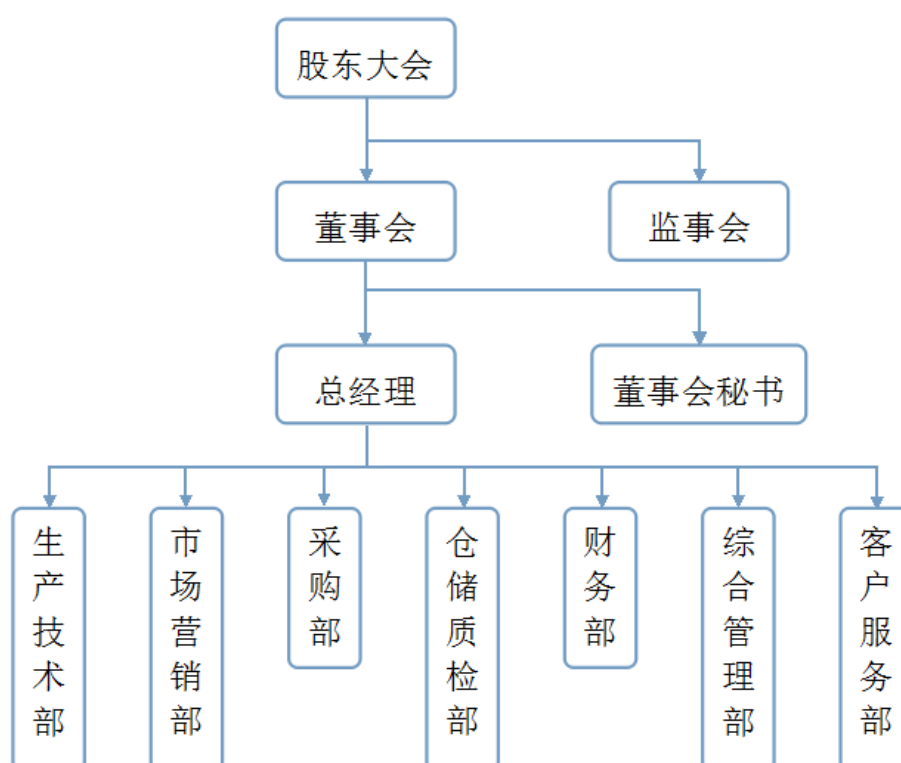 股东大会
董事会
监事会
总经理
董事会秘书
生产技术部
市场营销部
采购部
仓储质检部
财务部
综合管理部
客户服务部